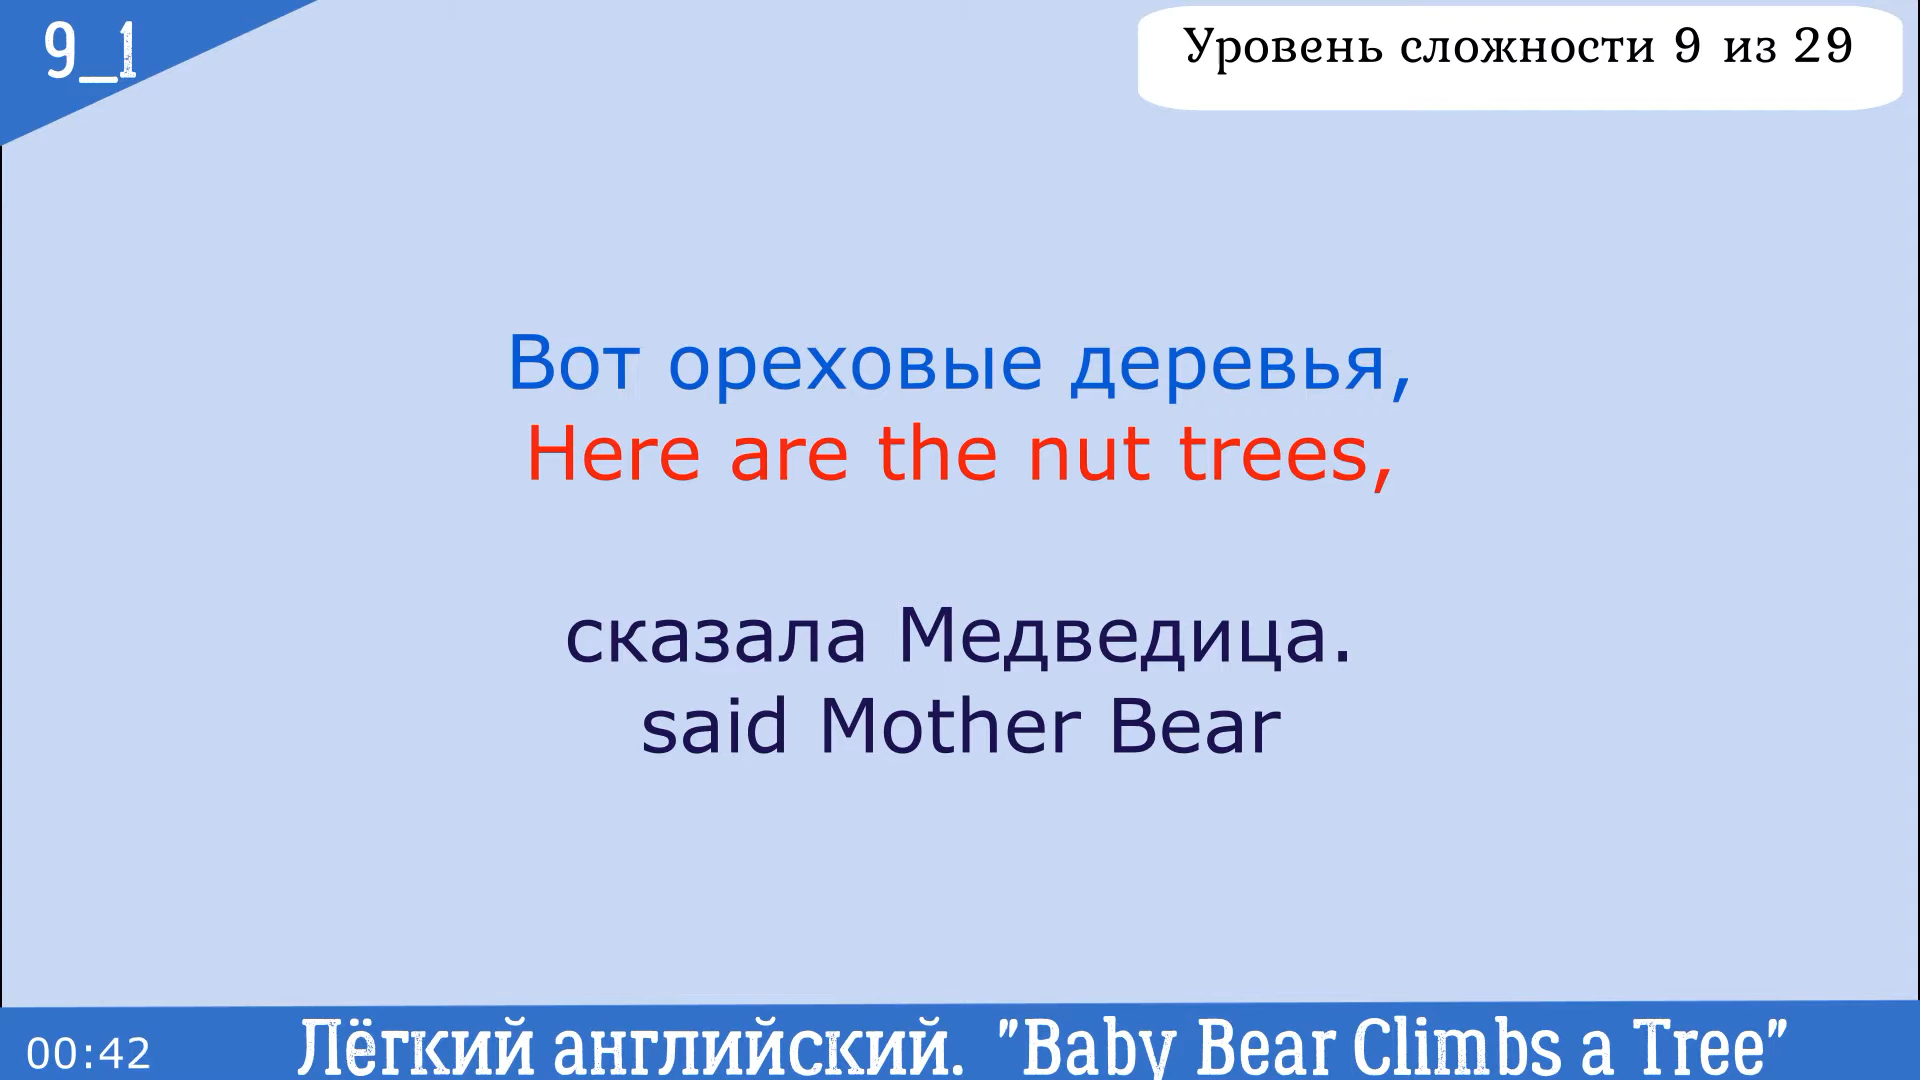 9_1
Уровень сложности 9 из 29
Вот ореховые деревья,
Here are the nut trees,
сказала Медведица.
said Mother Bear
00:42
Лёгкий английский. "Baby Bear Climbs a Tree"